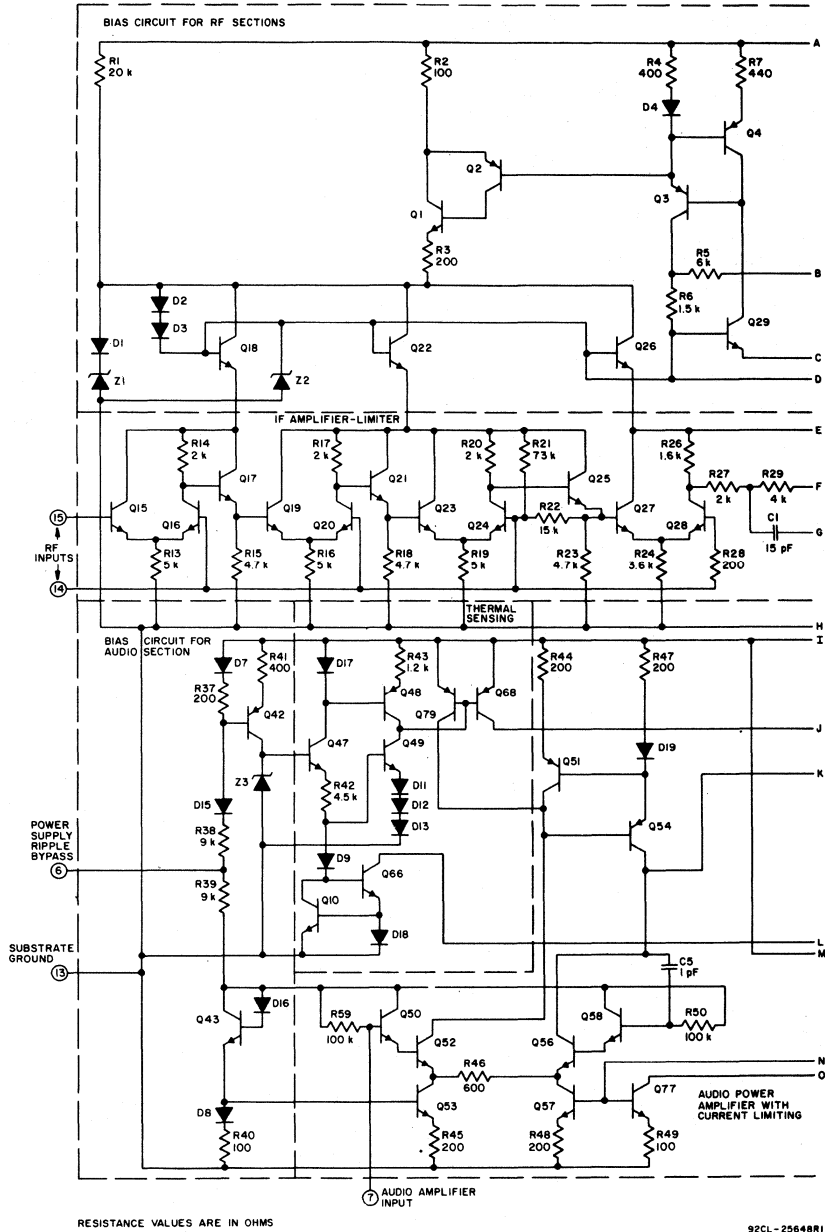 BIAS CIRCUIT FOR RF SECTIONS
A
R1
20 k
R2
100
R4
400
R7
440
D4
Q4
Q2
Q3
Q1
R3
200
R5
6 k
B
R6
1.5 k
D2
D3
D1
Q18
Q22
Q26
Q29
C
Z1
Z2
D
IF AMPLIFIER-LIMITER
E
R14
2 k
R17
2 k
R20
2 k
R21
73 k
R26
1.6 k
Q17
Q21
Q25
R27
2 k
R29
4 k
F
Q15
Q16
Q19
Q20
Q23
Q24
R22
15 k
Q27
Q28
C1
15 pF
G
15
RF
INPUTS
14
R13
5 k
R15
4.7 k
R16
5 k
R18
4.7 k
R19
5 k
R23
4.7 k
R24
3.6 k
R28
200
H
BIAS CIRCUIT FOR
AUDIO SECTION
THERMAL
SENSING
I
D7
R41
400
D17
R43
1.2 k
R44
200
R47
200
R37
200
Q42
Q48
Q79
Q68
J
Q47
Q49
Q51
D19
Z3
R42
4.5 k
D11
D12
D13
K
D15
R38
9 k
Q54
POWER
SUPPLY
RIPPLE
BYPASS
6
D9
Q66
R39
9 k
Q10
D18
L
M
SUBSTRATE
GROUND
13
C5
1 pF
D16
Q43
R59
100 k
Q50
Q58
R50
100 k
Q52
Q56
R46
600
N
O
Q53
Q57
Q77
D8
R40
100
R45
200
R48
200
R49
100
AUDIO POWER
AMPLIFIER WITH
CURRENT LIMITING
7
AUDIO AMPLIFIER
INPUT
RESISTANCE VALUES ARE IN OHMS
92CL-25648R1